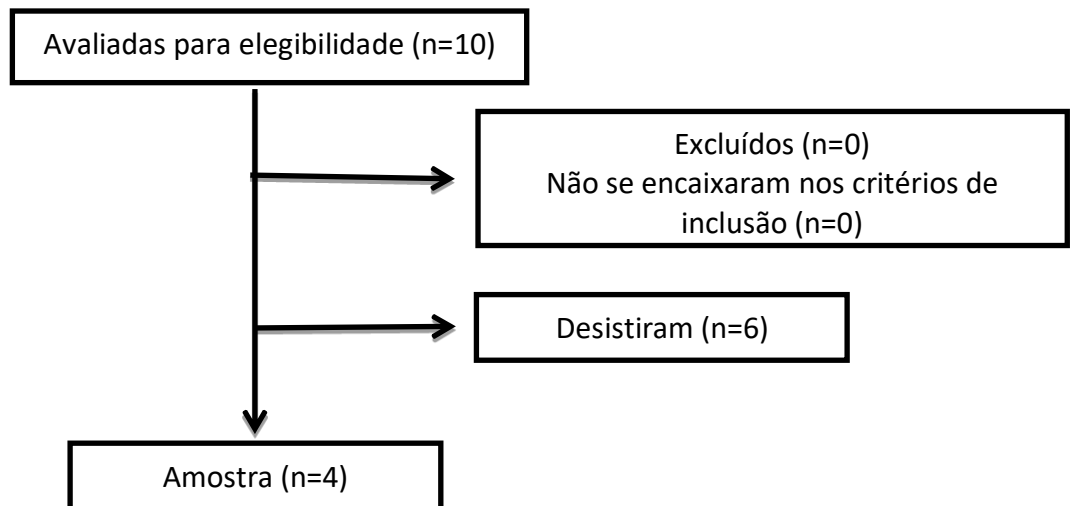 Avaliadas para elegibilidade (n=10)
Excluídos (n=0)
Não se encaixaram nos critérios de
inclusão (n=0)
Desistiram (n=6)
Amostra (n=4)